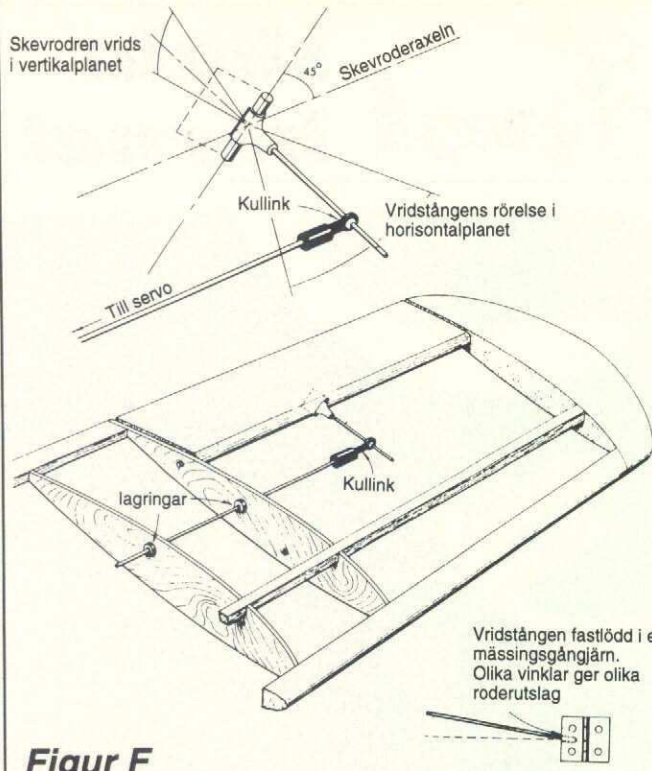 Skevrodren vrids
i vertikalplanet
45°
Skevroderaxeln
Kullink
Vridstångens rörelse i
horisontalplanet
Till servo
lagringar
Kullink
Vridstången fastlödd i e
mässingsgångjärn.
Olika vinklar ger olika
roderutslag
Figur F